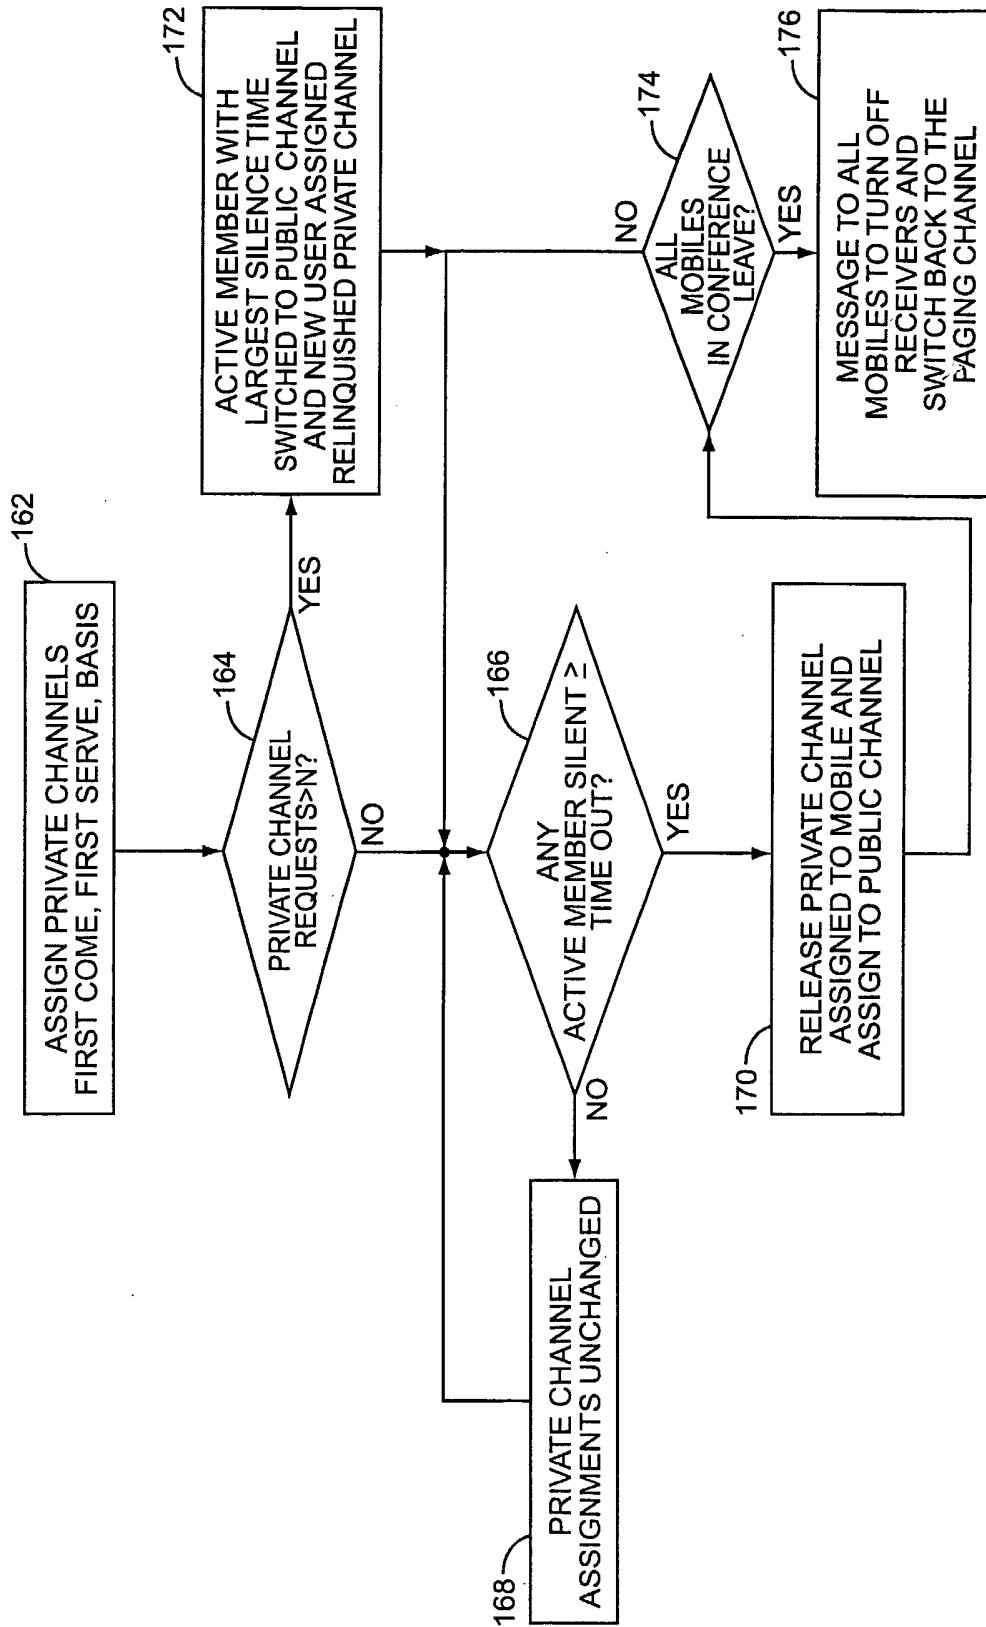 162
ASSIGN PRIVATE CHANNELS
FIRST COME, FIRST SERVE, BASIS
164
PRIVATE CHANNEL
REQUESTS>N?
YES
NO
172
ACTIVE MEMBER WITH
LARGEST SILENCE TIME
SWITCHED TO PUBLIC CHANNEL
AND NEW USER ASSIGNED
RELINQUISHED PRIVATE CHANNEL
166
ANY
ACTIVE MEMBER SILENT ≥
TIME OUT?
NO
YES
168
PRIVATE CHANNEL
ASSIGNMENTS UNCHANGED
170
RELEASE PRIVATE CHANNEL
ASSIGNED TO MOBILE AND
ASSIGN TO PUBLIC CHANNEL
174
ALL
MOBILES
IN CONFERENCE
LEAVE?
NO
YES
176
MESSAGE TO ALL
MOBILES TO TURN OFF
RECEIVERS AND
SWITCH BACK TO THE
PAGING CHANNEL